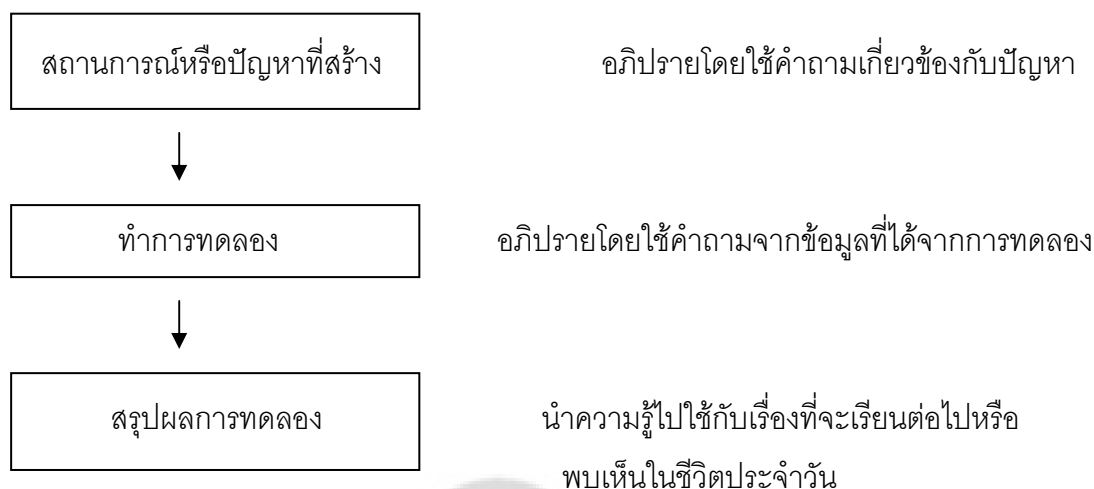 สถานการณ์หรือปัญหาที่สร้าง
อภิปรายโดยใช้คำถามเกี่ยวข้องกับปัญหา
ทำการทดลอง
อภิปรายโดยใช้คำถามจากข้อมูลที่ได้จากการทดลอง
สรุปผลการทดลอง
นำความรู้ไปใช้กับเรื่องที่จะเรียนต่อไปหรือ
พบเห็นในชีวิตประจำวัน